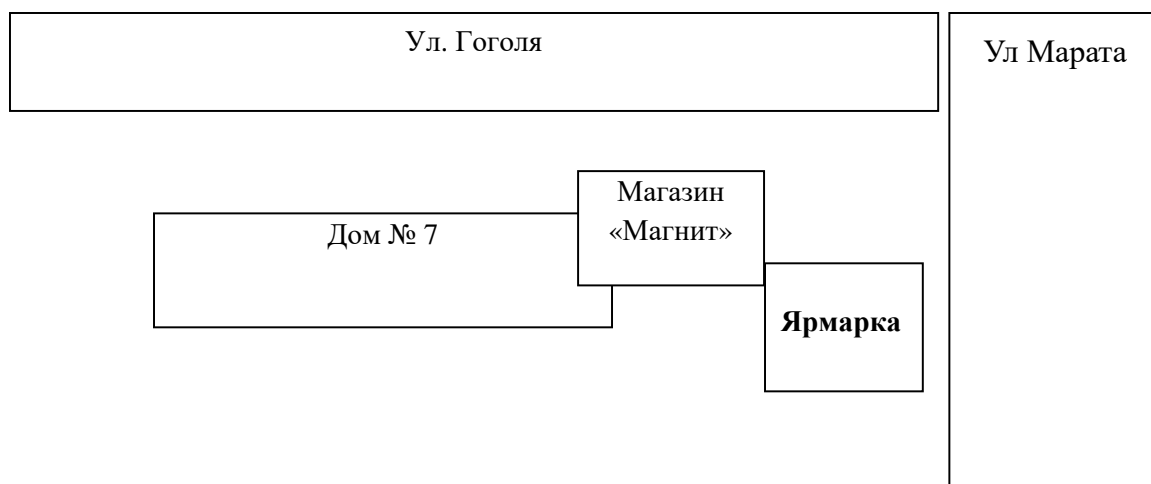 Ул. Гоголя
Ул Марата
Магазин
«Магнит»
Дом № 7
Ярмарка